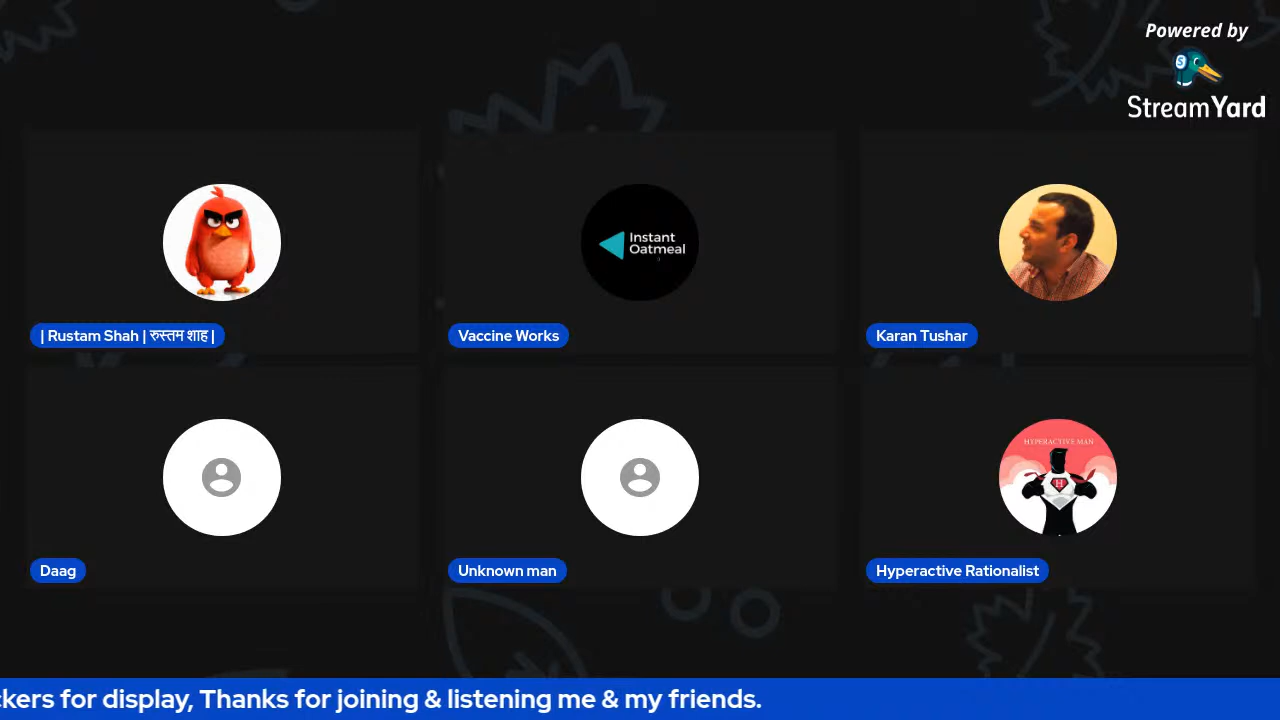 Powered by
StreamYard
Instant
Oatmeal
| Rustam Shah | रुस्तम शाह |
Vaccine Works
Karan Tushar
HYPERACTIVE MAN
H
Daag
Unknown man
Hyperactive Rationalist
ckers for display, Thanks for joining & listening me & my friends.